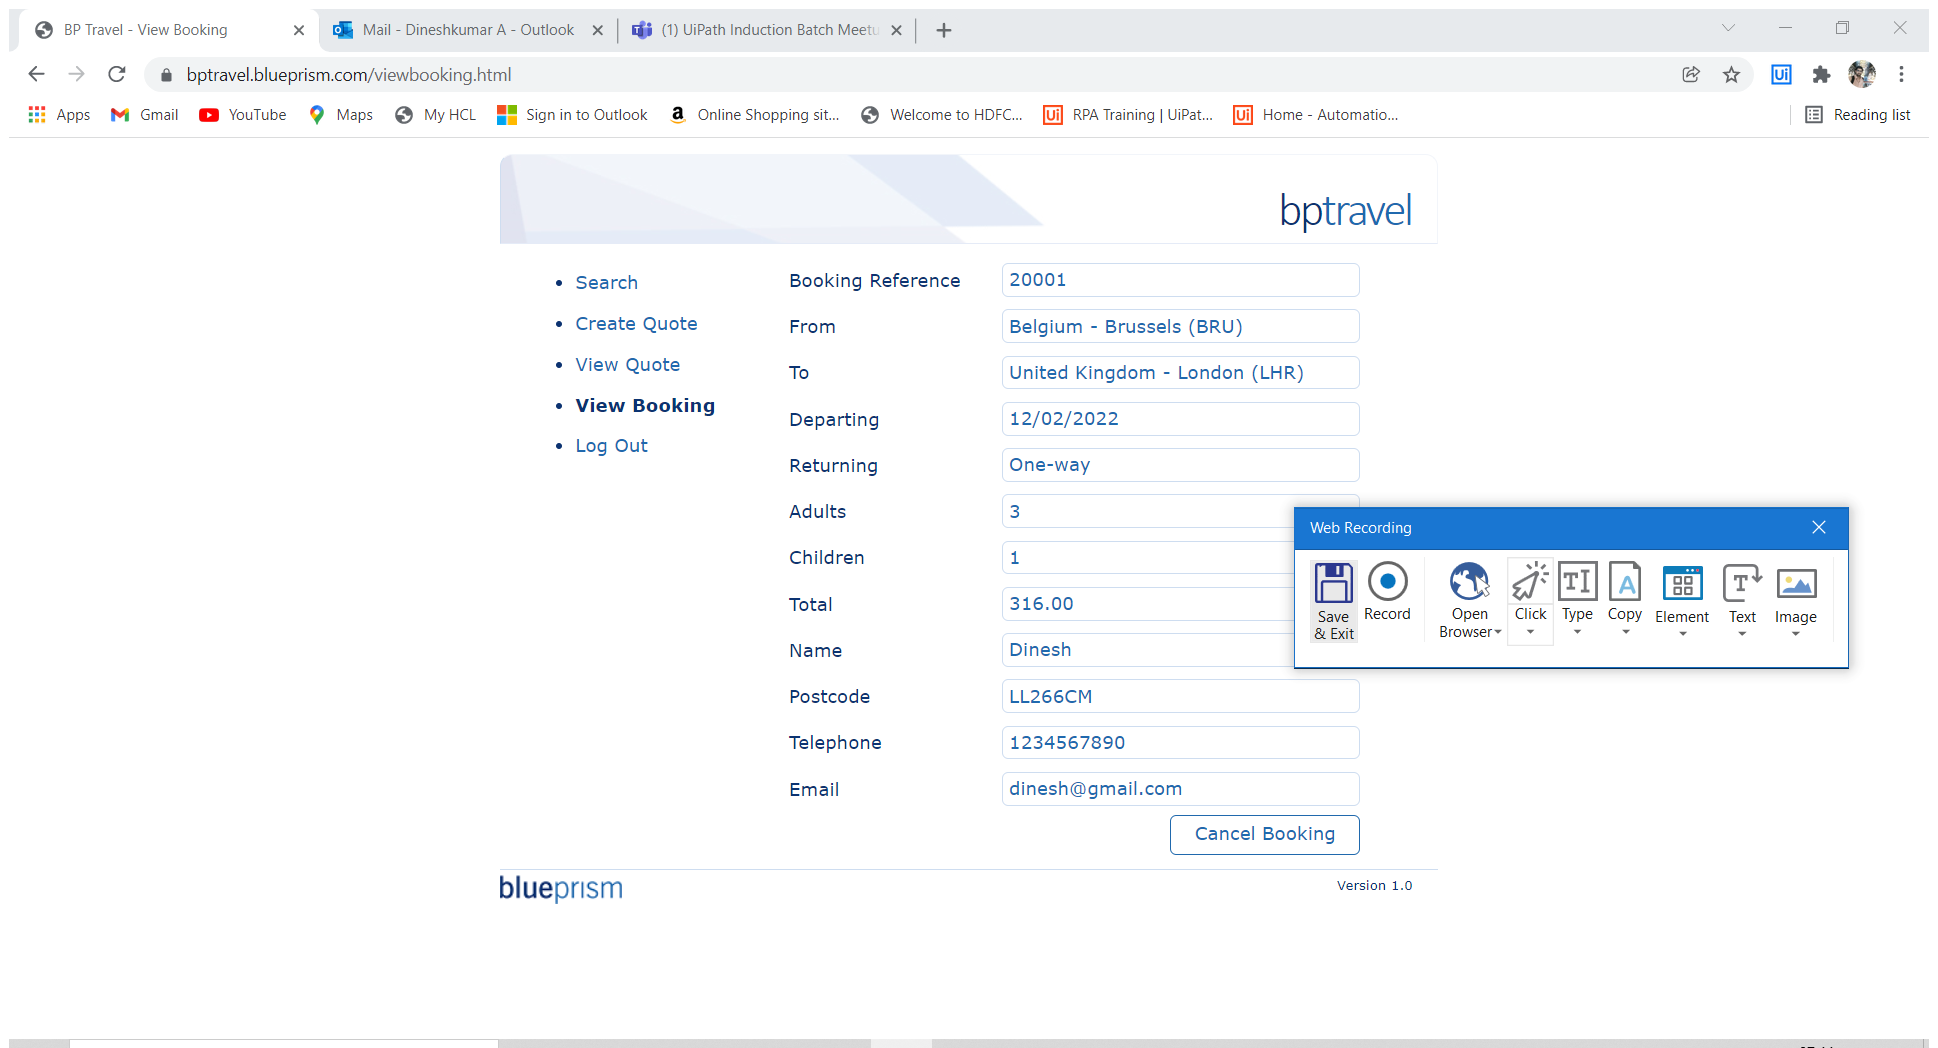 BP Travel - View Booking
Mail - Dineshkumar A - Outlook
(1) UiPath Induction Batch Meetu
bptravel.blueprism.com/viewbooking.html
Apps
Gmail
YouTube
Maps
My HCL
Sign in to Outlook
Online Shopping sit...
Welcome to HDFC...
RPA Training | UiPat...
Home - Automatio...
Reading list
bptravel
Search
Create Quote
View Quote
View Booking
Log Out
Booking Reference 20001
From Belgium - Brussels (BRU)
To United Kingdom - London (LHR)
Departing 12/02/2022
Returning One-way
Adults 3
Children 1
Total 316.00
Name Dinesh
Postcode LL266CM
Telephone 1234567890
Email dinesh@gmail.com
Cancel Booking
Web Recording
Save & Exit
Record
Open Browser
Click
Type
Copy
Element
Text
Image
blueprism
Version 1.0